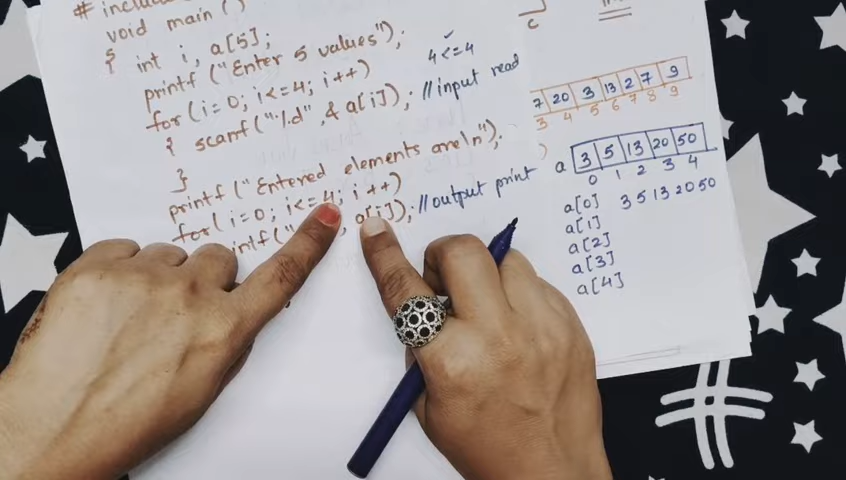 # include
void main ()
{ int i, a[5];
printf ("Enter 5 values");
for (i=0; i<=4; i++)
{ scanf ("%d", & a[i]); //input read
}
printf ("Entered elements are\n");
for (i=0; i<=4; i++)
intf (" , a[i]); //output print
c
4<=4
7 20 3 13 2 7 9
3 4 5 6 7 8 9
a 3 5 13 20 50
0 1 2 3 4
a[0] 3 5 13 20 50
a[1]
a[2]
a[3]
a[4]